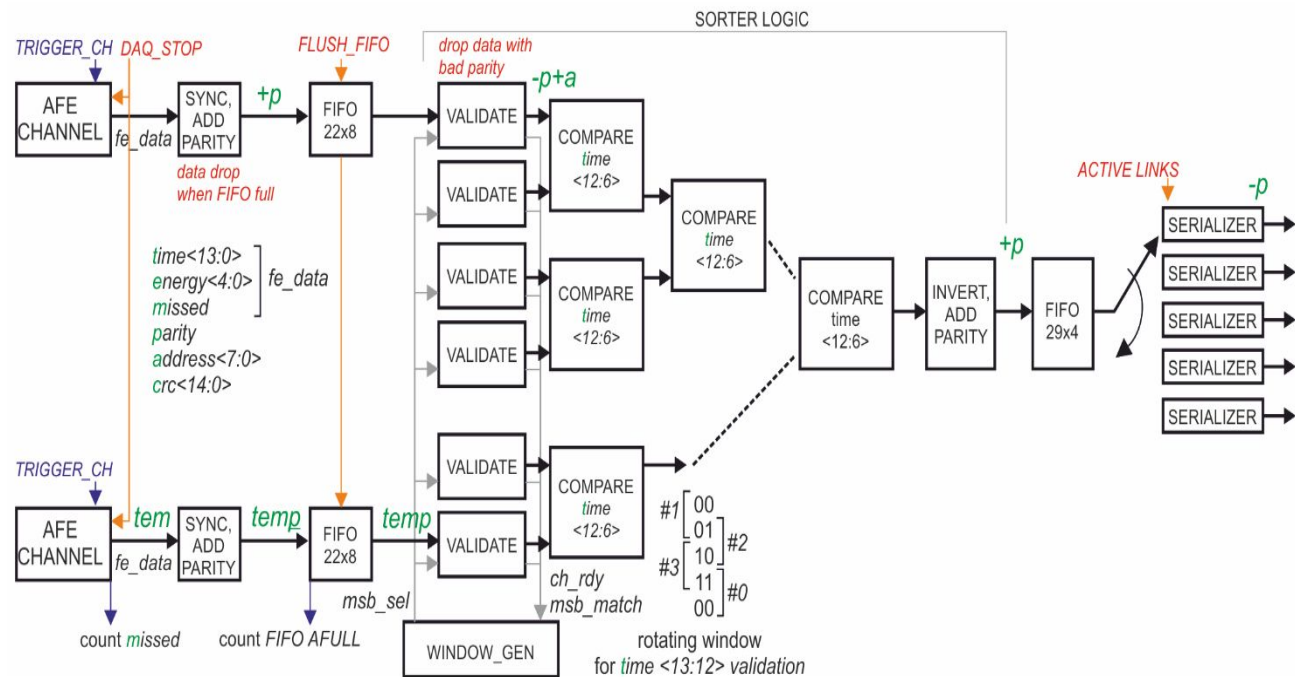 SORTER LOGIC
TRIGGER_CH
DAQ_STOP
FLUSH_FIFO
drop data with
bad parity
AFE
CHANNEL
fe_data
SYNC,
ADD
PARITY
+p
FIFO
22x8
VALIDATE
-p+a
COMPARE
time
<12:6>
data drop
when FIFO full
VALIDATE
COMPARE
time
<12:6>
ACTIVE LINKS
-p
SERIALIZER
+p
time<13:0>
energy<4:0>
missed
fe_data
parity
address<7:0>
crc<14:0>
VALIDATE
COMPARE
time
<12:6>
VALIDATE
COMPARE
time
<12:6>
INVERT,
ADD
PARITY
FIFO
29x4
SERIALIZER
SERIALIZER
SERIALIZER
SERIALIZER
TRIGGER_CH
AFE
CHANNEL
tem
fe_data
SYNC,
ADD
PARITY
temp
FIFO
22x8
temp
VALIDATE
VALIDATE
COMPARE
time
<12:6>
#1
00
01
#2
#3
10
11
#0
00
count missed
count FIFO AFULL
msb_sel
ch_rdy
msb_match
WINDOW_GEN
rotating window
for time <13:12> validation